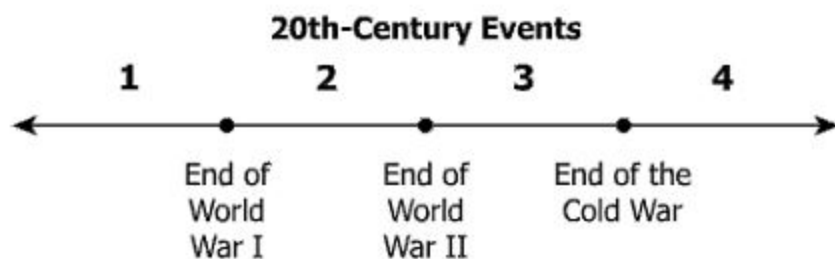 20th-Century Events
1 2 3 4
End of World War I
End of World War II
End of the Cold War